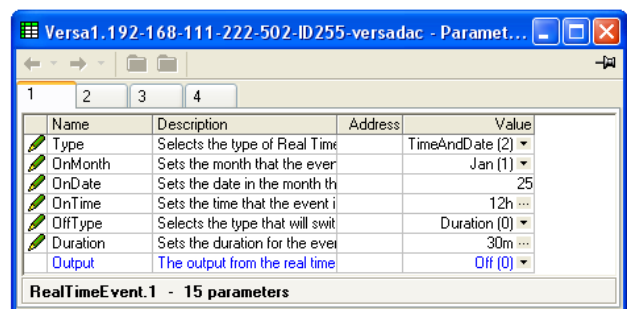 Versa1.192-168-111-222-502-ID255-versadac - Paramet...
1 2 3 4
Name Description Address Value
Type Selects the type of Real Time TimeAndDate (2)
OnMonth Sets the month that the even Jan (1)
OnDate Sets the date in the month th 25
OnTime Sets the time that the event i 12h ...
OffType Selects the type that will swit Duration (0)
Duration Sets the duration for the eve 30m ...
Output The output from the real time Off (0)
RealTimeEvent.1 - 15 parameters